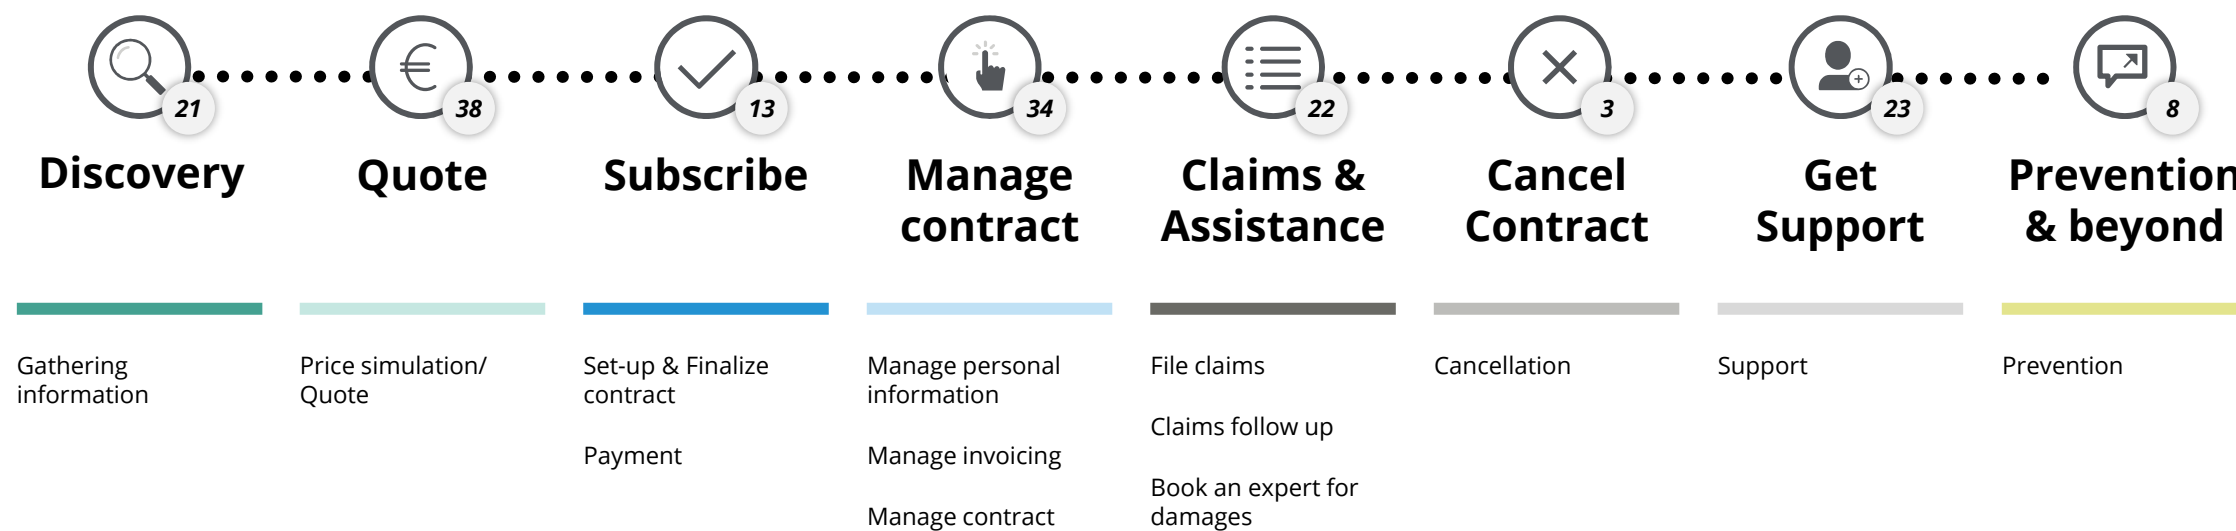 21
38
13
34
22
3
23
8
Discovery
Quote
Subscribe
Manage
contract
Claims &
Assistance
Cancel
Contract
Get
Support
Prevention
& beyond
Gathering
information
Price simulation/
Quote
Set-up & Finalize
contract
Payment
Manage personal
information
Manage invoicing
Manage contract
File claims
Claims follow up
Book an expert for
damages
Cancellation
Support
Prevention